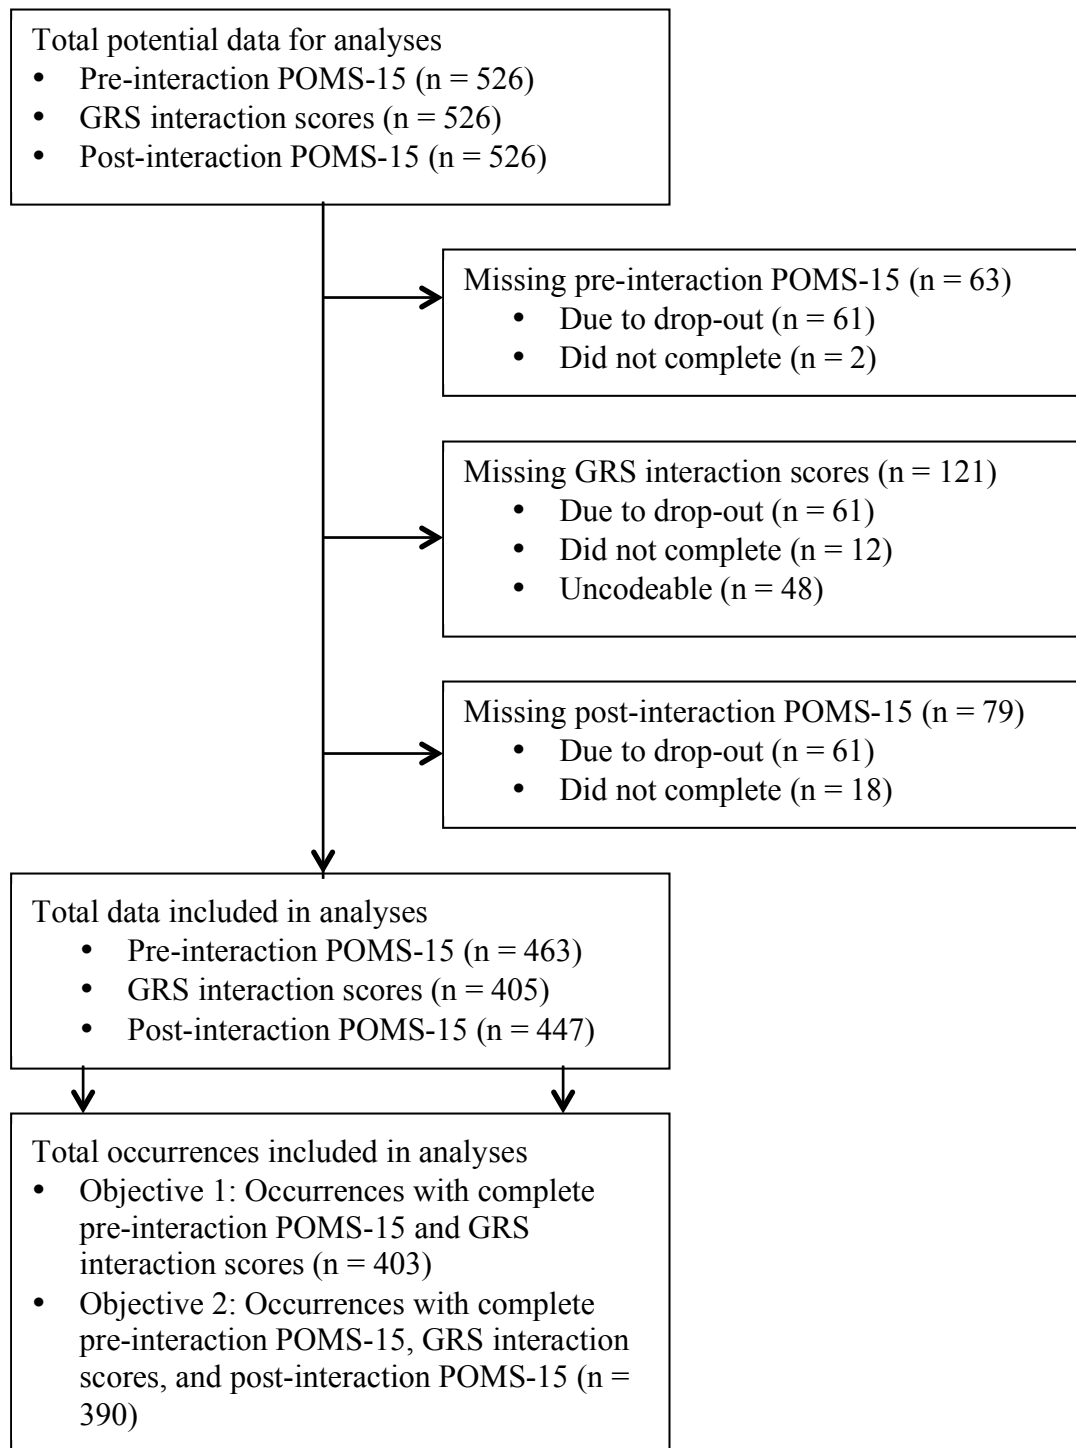 Total potential data for analyses
• Pre-interaction POMS-15 (n = 526)
• GRS interaction scores (n = 526)
• Post-interaction POMS-15 (n = 526)
Missing pre-interaction POMS-15 (n = 63)
• Due to drop-out (n = 61)
• Did not complete (n = 2)
Missing GRS interaction scores (n = 121)
• Due to drop-out (n = 61)
• Did not complete (n = 12)
• Uncodeable (n = 48)
Missing post-interaction POMS-15 (n = 79)
• Due to drop-out (n = 61)
• Did not complete (n = 18)
Total data included in analyses
• Pre-interaction POMS-15 (n = 463)
• GRS interaction scores (n = 405)
• Post-interaction POMS-15 (n = 447)
Total occurrences included in analyses
• Objective 1: Occurrences with complete
pre-interaction POMS-15 and GRS
interaction scores (n = 403)
• Objective 2: Occurrences with complete
pre-interaction POMS-15, GRS interaction
scores, and post-interaction POMS-15 (n =
390)